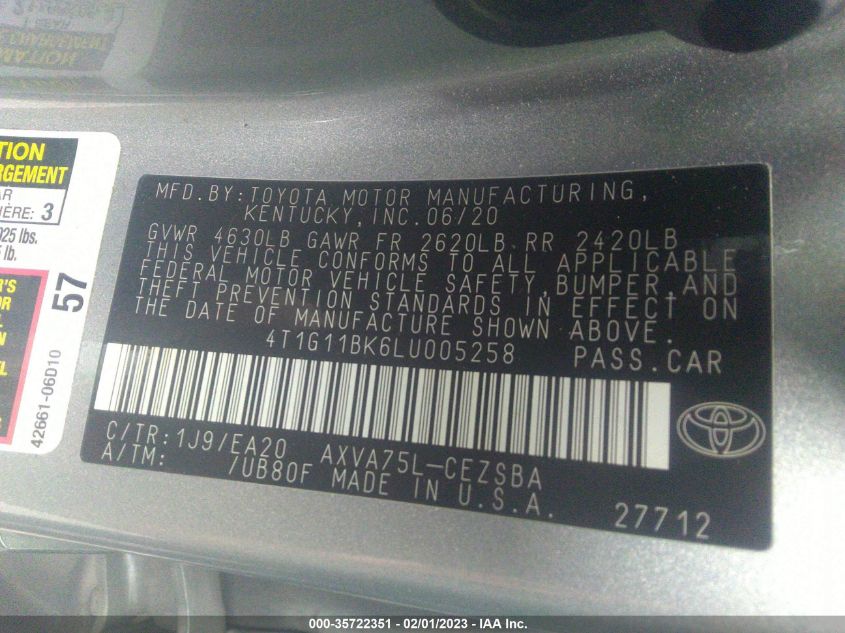 MFD.BY: TOYOTA MOTOR MANUFACTURING,
KENTUCKY, INC. 06/20
GVWR 4630LB GAWR FR 2620LB RR 2420LB
THIS VEHICLE CONFORMS TO ALL APPLICABLE
FEDERAL MOTOR VEHICLE SAFETY, BUMPER, AND
THEFT PREVENTION STANDARDS IN EFFECT ON
THE DATE OF MANUFACTURE SHOWN ABOVE.
4T1G11BK6LU005258 PASS.CAR
C/TR: 1J9/EA20 AXVA75L-CEZSBA
A/TM: /UB80F MADE IN U.S.A.
27712
3
025 lbs.
lb.
57
42661-06D10
000-35722351 - 02/01/2023 - IAA Inc.